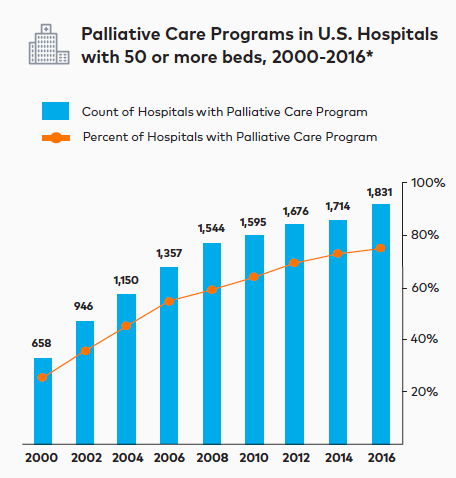 Palliative Care Programs in U.S. Hospitals
with 50 or more beds, 2000-2016*
Count of Hospitals with Palliative Care Program
Percent of Hospitals with Palliative Care Program
100%
80%
60%
40%
20%
658
946
1,150
1,357
1,544
1,595
1,676
1,714
1,831
2000 2002 2004 2006 2008 2010 2012 2014 2016